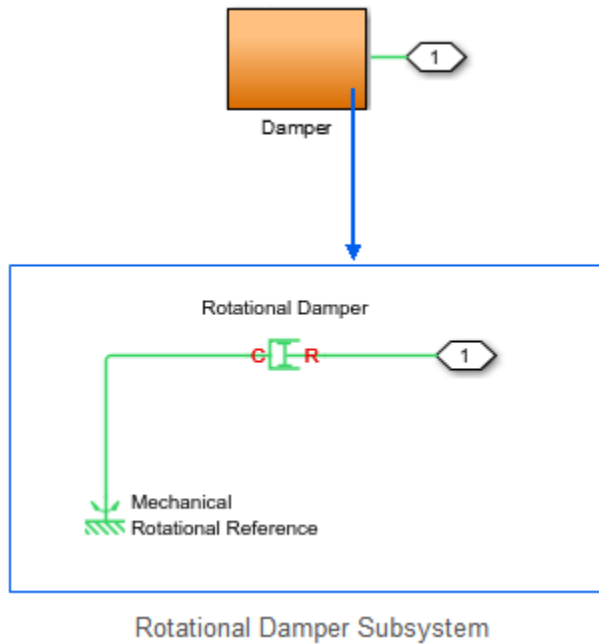 1
Damper
Rotational Damper
C R 1
Mechanical
Rotational Reference
Rotational Damper Subsystem